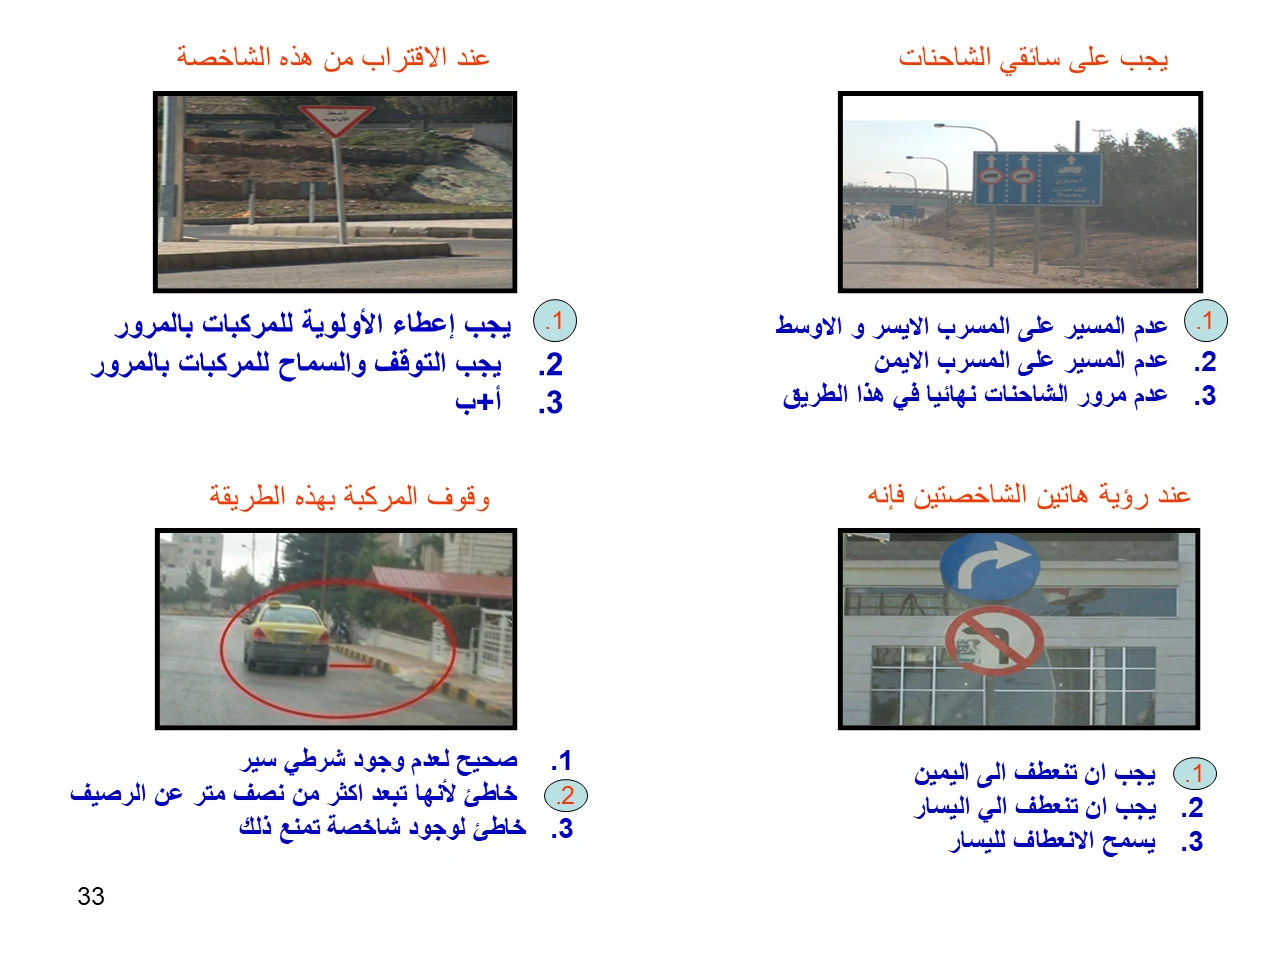 يجب على سائقي الشاحنات
إجباري
للشاحنات
Trucks
Compulsory
1. عدم المسير على المسرب الايسر و الاوسط
2. عدم المسير على المسرب الايمن
3. عدم مرور الشاحنات نهائيا في هذا الطريق
عند الاقتراب من هذه الشاخصة
1. يجب إعطاء الأولوية للمركبات بالمرور
2. يجب التوقف والسماح للمركبات بالمرور
3. أ+ب
عند رؤية هاتين الشاخصتين فإنه
1. يجب ان تنعطف الى اليمين
2. يجب ان تنعطف الي اليسار
3. يسمح الانعطاف لليسار
وقوف المركبة بهذه الطريقة
1. صحيح لعدم وجود شرطي سير
2. خاطئ لأنها تبعد اكثر من نصف متر عن الرصيف
3. خاطئ لوجود شاخصة تمنع ذلك
33